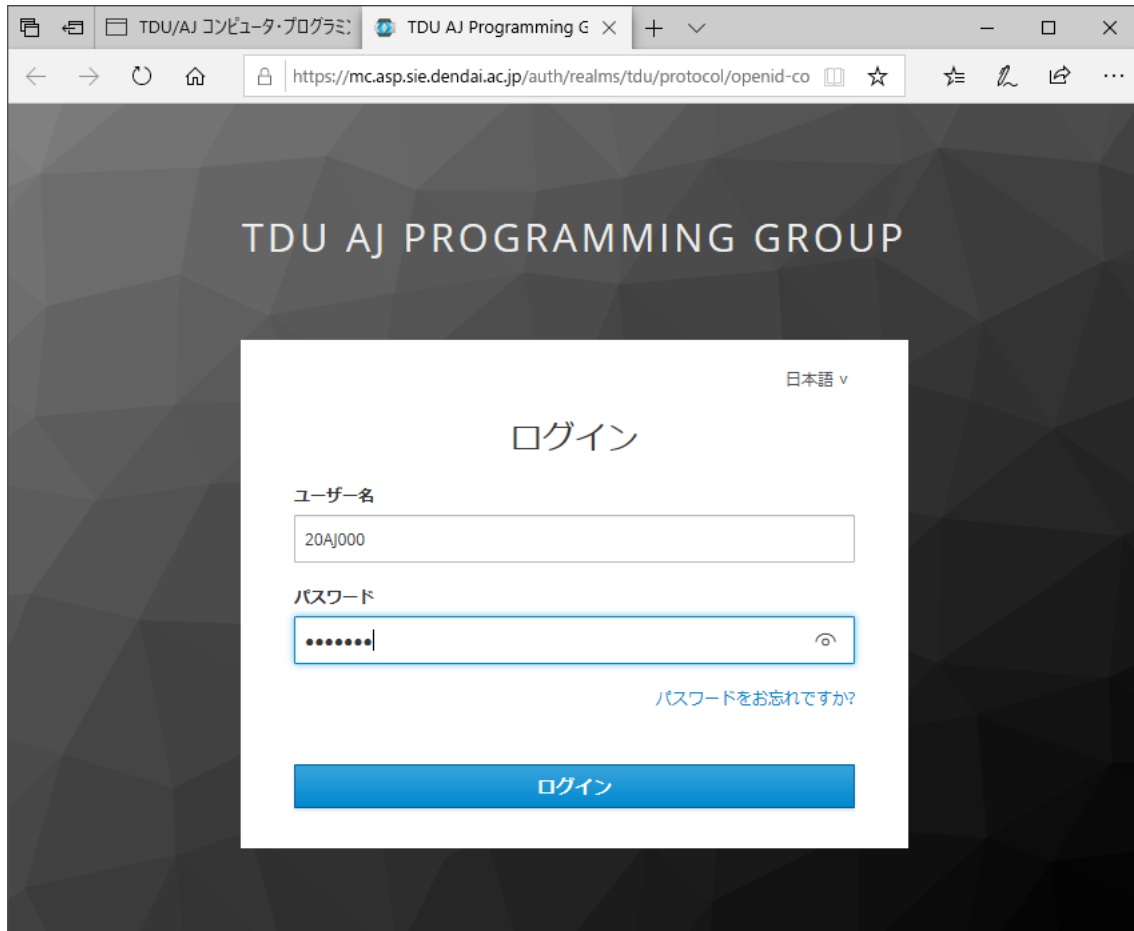 TDU/AJ コンピュータ・プログラミ
TDU AJ Programming G
https://mc.asp.sie.dendai.ac.jp/auth/realms/tdu/protocol/openid-co
TDU AJ PROGRAMMING GROUP
日本語 v
ログイン
ユーザー名
20AJ000
パスワード
•••••••
パスワードをお忘れですか?
ログイン